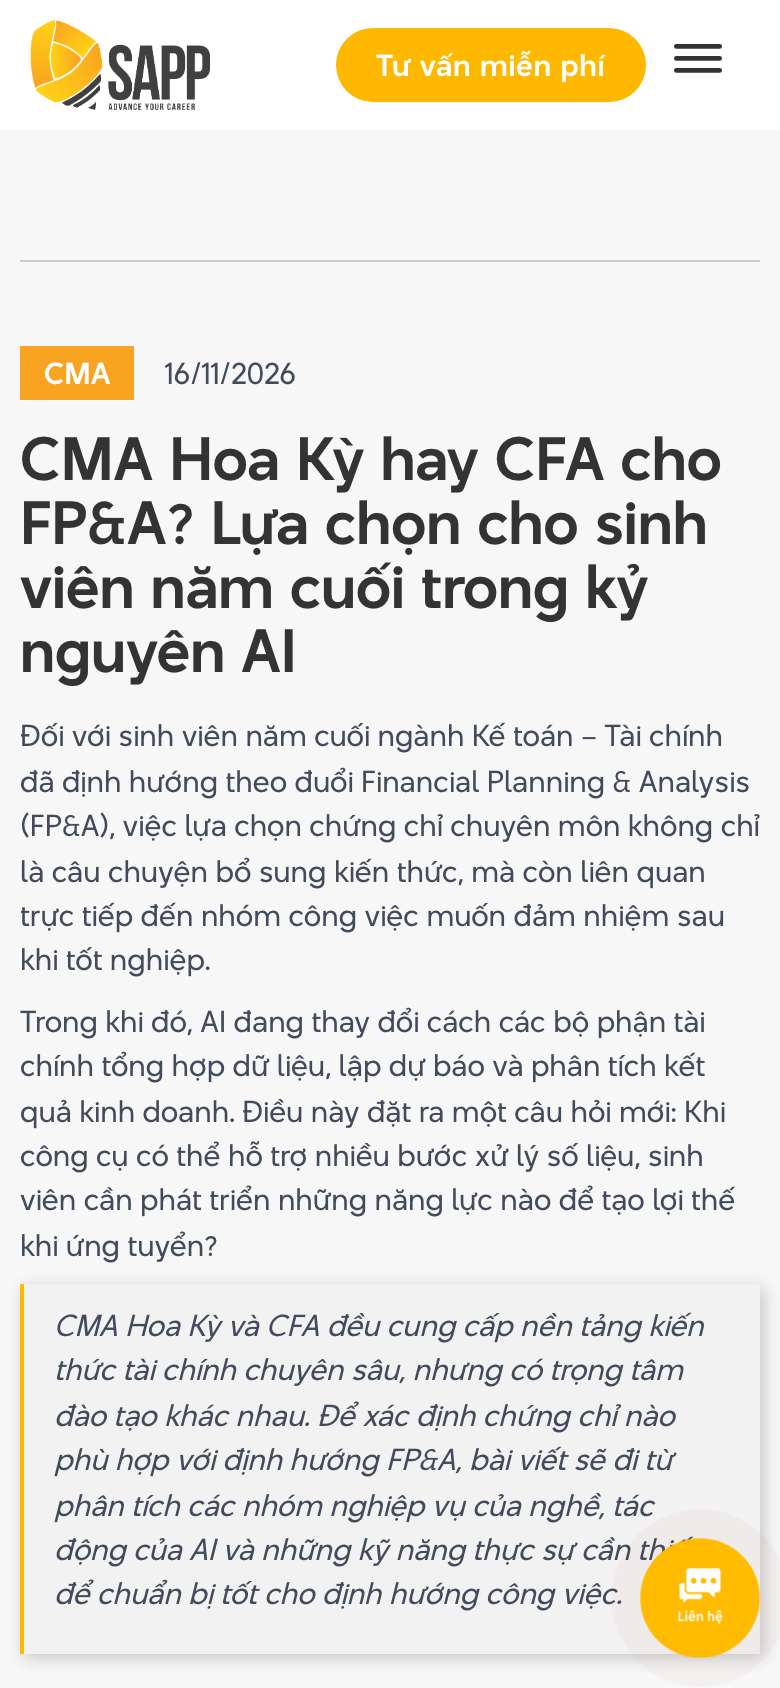 SAPP
ADVANCE YOUR CAREER
Tư vấn miễn phí
CMA
16/11/2026
CMA Hoa Kỳ hay CFA cho
FP&A? Lựa chọn cho sinh
viên năm cuối trong kỷ
nguyên AI
Đối với sinh viên năm cuối ngành Kế toán – Tài chính
đã định hướng theo đuổi Financial Planning & Analysis
(FP&A), việc lựa chọn chứng chỉ chuyên môn không chỉ
là câu chuyện bổ sung kiến thức, mà còn liên quan
trực tiếp đến nhóm công việc muốn đảm nhiệm sau
khi tốt nghiệp.
Trong khi đó, AI đang thay đổi cách các bộ phận tài
chính tổng hợp dữ liệu, lập dự báo và phân tích kết
quả kinh doanh. Điều này đặt ra một câu hỏi mới: Khi
công cụ có thể hỗ trợ nhiều bước xử lý số liệu, sinh
viên cần phát triển những năng lực nào để tạo lợi thế
khi ứng tuyển?
CMA Hoa Kỳ và CFA đều cung cấp nền tảng kiến
thức tài chính chuyên sâu, nhưng có trọng tâm
đào tạo khác nhau. Để xác định chứng chỉ nào
phù hợp với định hướng FP&A, bài viết sẽ đi từ
phân tích các nhóm nghiệp vụ của nghề, tác
động của AI và những kỹ năng thực sự cần
để chuẩn bị tốt cho định hướng công việc.
Liên hệ